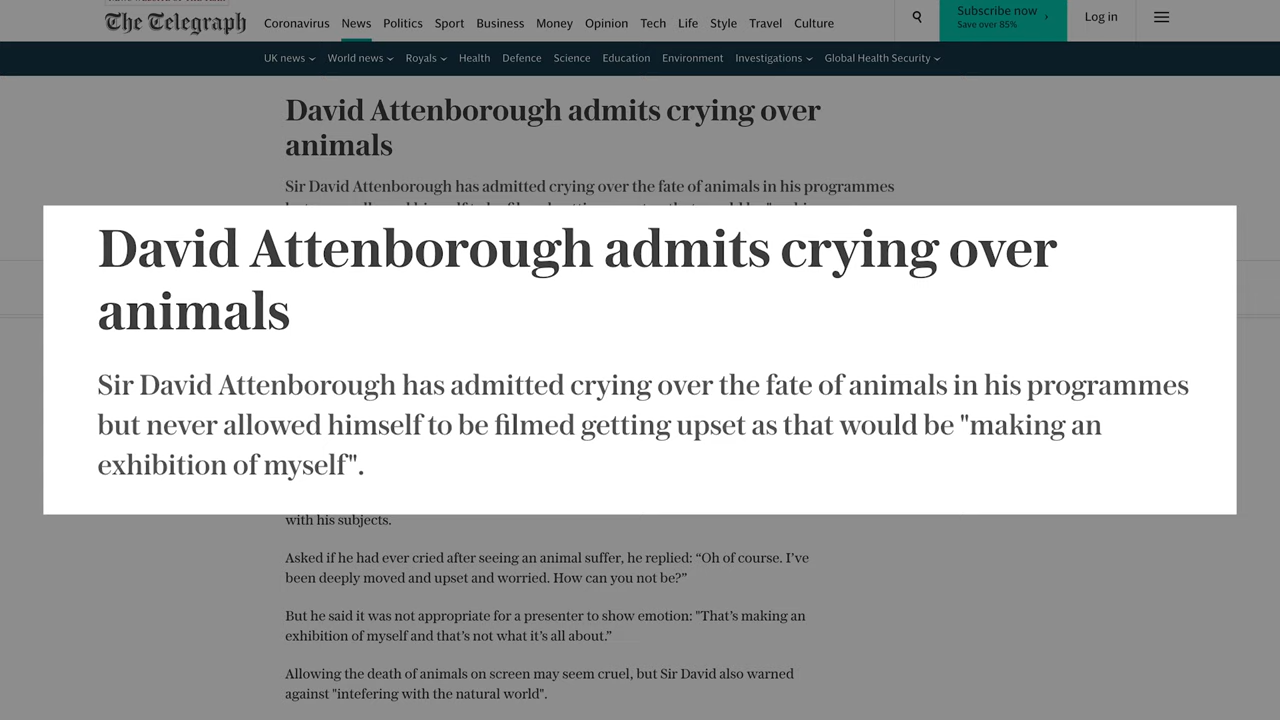 The Telegraph
Coronavirus News Politics Sport Business Money Opinion Tech Life Style Travel Culture
Subscribe now ›
Save over 85%
Log in
UK news World news Royals Health Defence Science Education Environment Investigations Global Health Security
David Attenborough admits crying over
animals
Sir David Attenborough has admitted crying over the fate of animals in his programmes
David Attenborough admits crying over
animals
Sir David Attenborough has admitted crying over the fate of animals in his programmes
but never allowed himself to be filmed getting upset as that would be "making an
exhibition of myself".
with his subjects.
Asked if he had ever cried after seeing an animal suffer, he replied: “Oh of course. I’ve
been deeply moved and upset and worried. How can you not be?”
But he said it was not appropriate for a presenter to show emotion: "That’s making an
exhibition of myself and that’s not what it’s all about.”
Allowing the death of animals on screen may seem cruel, but Sir David also warned
against "intefering with the natural world".